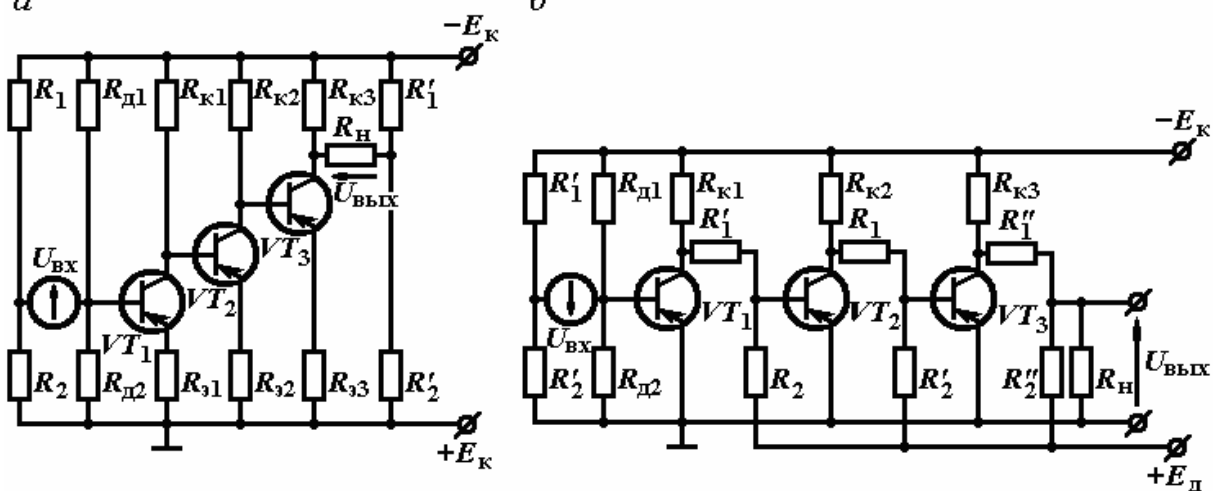 а
б
−Eк
R1 Rд1 Rк1 Rк2 Rк3 R′1
Rн
Uвых
VT3
Uвх
VT2
VT1
R2 Rд2 Rэ1 Rэ2 Rэ3 R′2
+Eк
−Eк
R′1 Rд1 Rк1 Rк2 Rк3
R′1 R1 R″1
VT1 VT2 VT3
Uвх
Uвых
R′2 Rд2 R2 R′2 R″2 Rн
+Eд